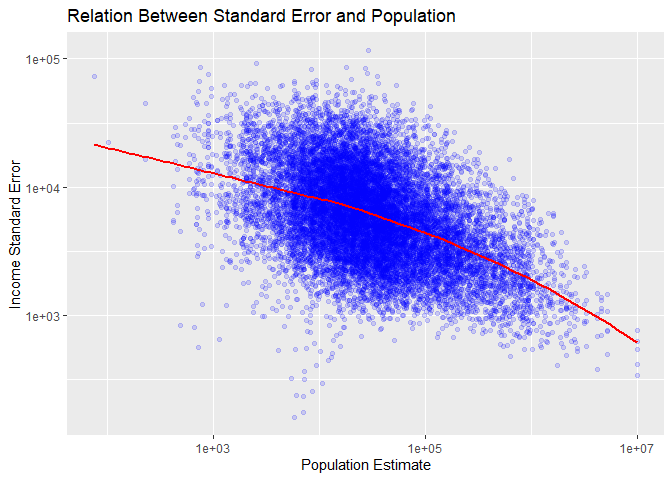 Relation Between Standard Error and Population
1e+05
1e+04
1e+03
Income Standard Error
1e+03
1e+05
1e+07
Population Estimate